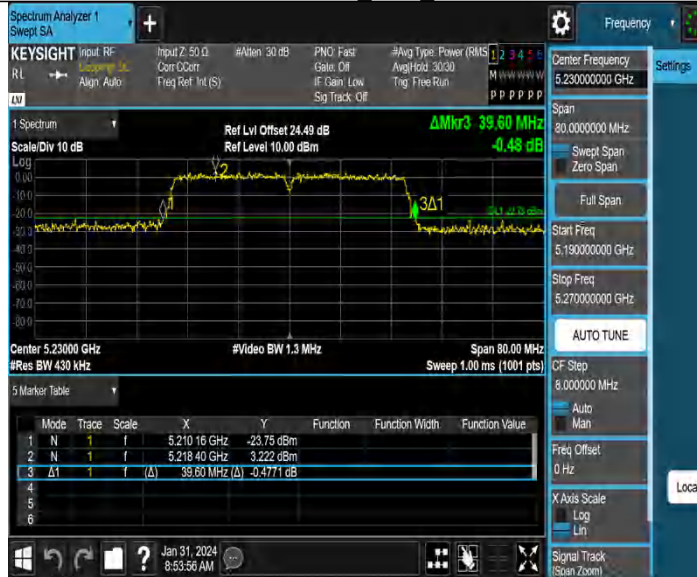 Spectrum Analyzer 1
Swept SA
+
Frequency
KEYSIGHT
Input: RF
Input Z: 50 Ω
#Atten: 30 dB
PNO: Fast
#Avg Type: Power (RMS)
1 2 3 4 5 6
RL
Corr CCorr
Gate: Off
Avg|Hold: 30/30
M W W W W W
Align: Auto
Freq Ref: Int (S)
IF Gain: Low
Trig: Free Run
Sig Track: Off
P P P P P P
LXI
1 Spectrum
Ref Lvl Offset 24.49 dB
ΔMkr3 39.60 MHz
Scale/Div 10 dB
Ref Level 10.00 dBm
-0.48 dB
Log
0.00
-10.0
-20.0
-30.0
-40.0
-50.0
-60.0
-70.0
-80.0
2
3Δ1
Center 5.23000 GHz
#Video BW 1.3 MHz
Span 80.00 MHz
#Res BW 430 kHz
Sweep 1.00 ms (1001 pts)
5 Marker Table
Mode Trace Scale X Y Function Function Width Function Value
1 N 1 f 5.210 16 GHz -23.75 dBm
2 N 1 f 5.218 40 GHz 3.222 dBm
3 Δ1 1 f (Δ) 39.60 MHz (Δ) -0.4771 dB
4
5
6
Jan 31, 2024
8:53:56 AM
?
Center Frequency
5.230000000 GHz
Settings
Span
80.0000000 MHz
Swept Span
Zero Span
Full Span
Start Freq
5.190000000 GHz
Stop Freq
5.270000000 GHz
AUTO TUNE
CF Step
8.000000 MHz
Auto
Man
Freq Offset
0 Hz
Loca
X Axis Scale
Log
Lin
Signal Track
(Span Zoom)